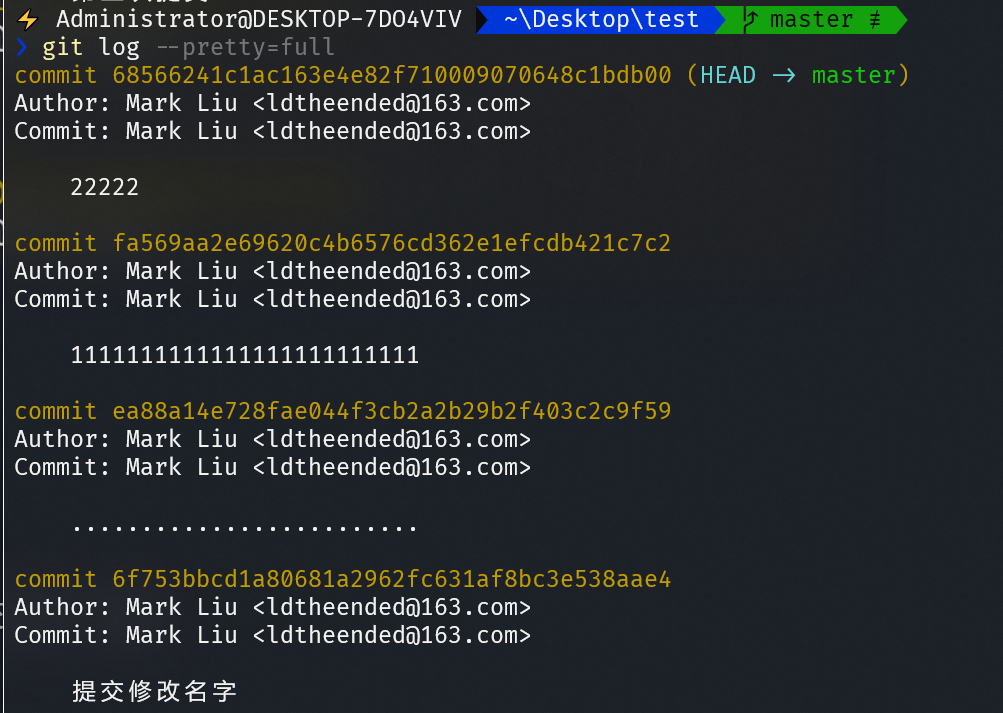 Administrator@DESKTOP-7DO4VIV ~\Desktop\test master ≢
❯ git log --pretty=full
commit 68566241c1ac163e4e82f710009070648c1bdb00 (HEAD -> master)
Author: Mark Liu <ldtheended@163.com>
Commit: Mark Liu <ldtheended@163.com>
22222
commit fa569aa2e69620c4b6576cd362e1efcdb421c7c2
Author: Mark Liu <ldtheended@163.com>
Commit: Mark Liu <ldtheended@163.com>
1111111111111111111111111
commit ea88a14e728fae044f3cb2a2b29b2f403c2c9f59
Author: Mark Liu <ldtheended@163.com>
Commit: Mark Liu <ldtheended@163.com>
.........................
commit 6f753bbcd1a80681a2962fc631af8bc3e538aae4
Author: Mark Liu <ldtheended@163.com>
Commit: Mark Liu <ldtheended@163.com>
提交修改名字